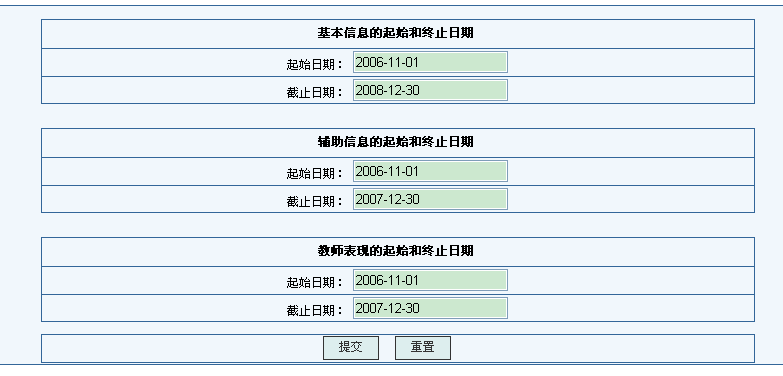 基本信息的起始和终止日期
起始日期： 2006-11-01
截止日期： 2008-12-30
辅助信息的起始和终止日期
起始日期： 2006-11-01
截止日期： 2007-12-30
教师表现的起始和终止日期
起始日期： 2006-11-01
截止日期： 2007-12-30
提交 重置